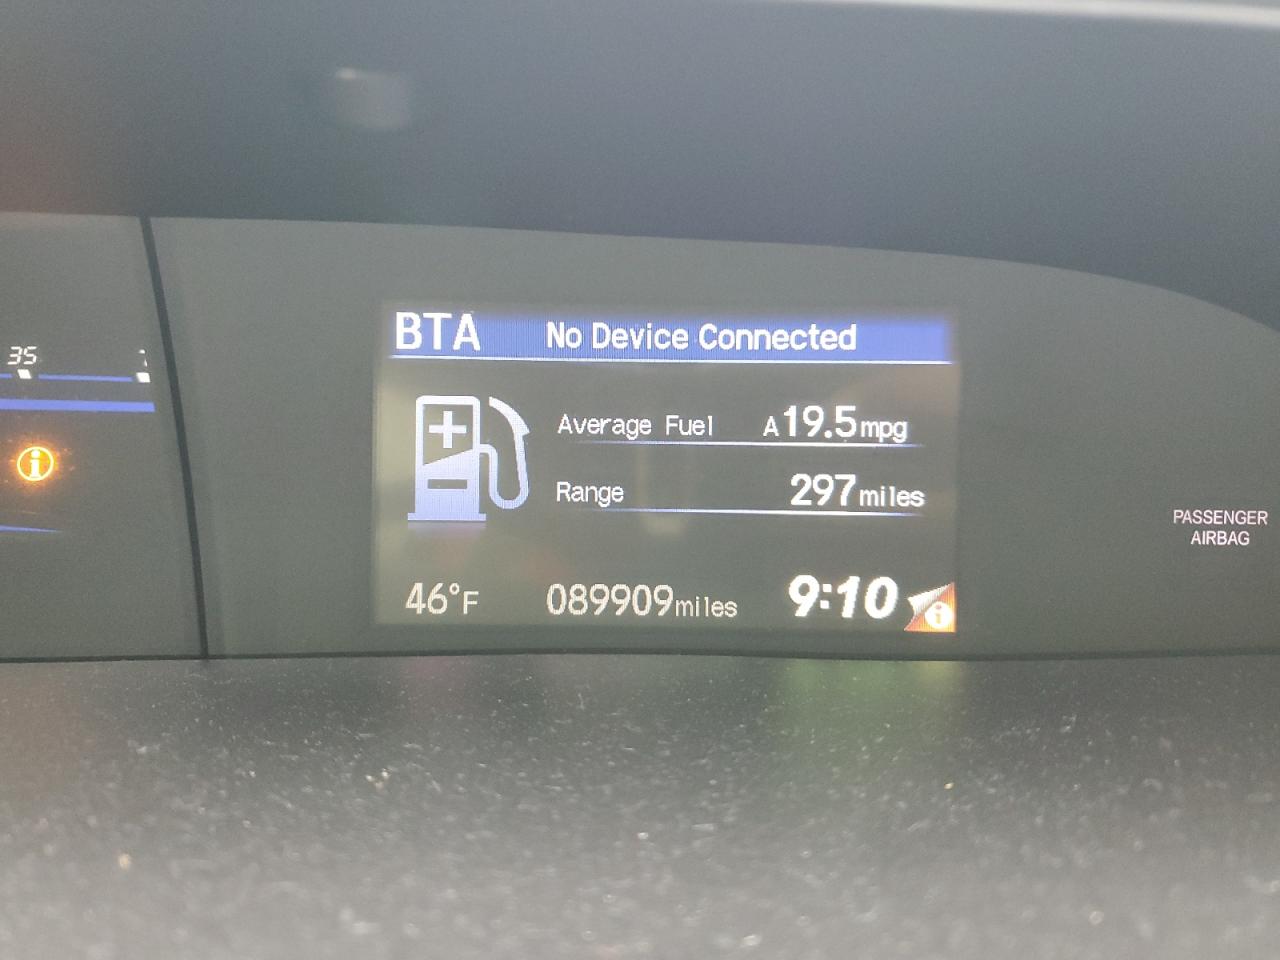 BTA No Device Connected
35
Average Fuel A19.5mpg
Range 297miles
PASSENGER
AIRBAG
46°F 089909miles 9:10 i